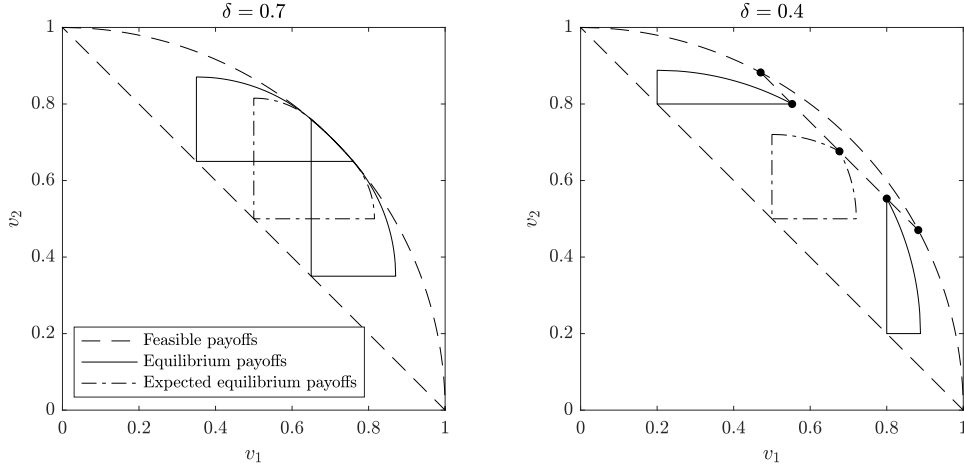 δ = 0.7
1
0.8
0.6
0.4
0.2
0
v2
Feasible payoffs
Equilibrium payoffs
Expected equilibrium payoffs
0 0.2 0.4 0.6 0.8 1
v1
δ = 0.4
1
0.8
0.6
0.4
0.2
0
v2
0 0.2 0.4 0.6 0.8 1
v1